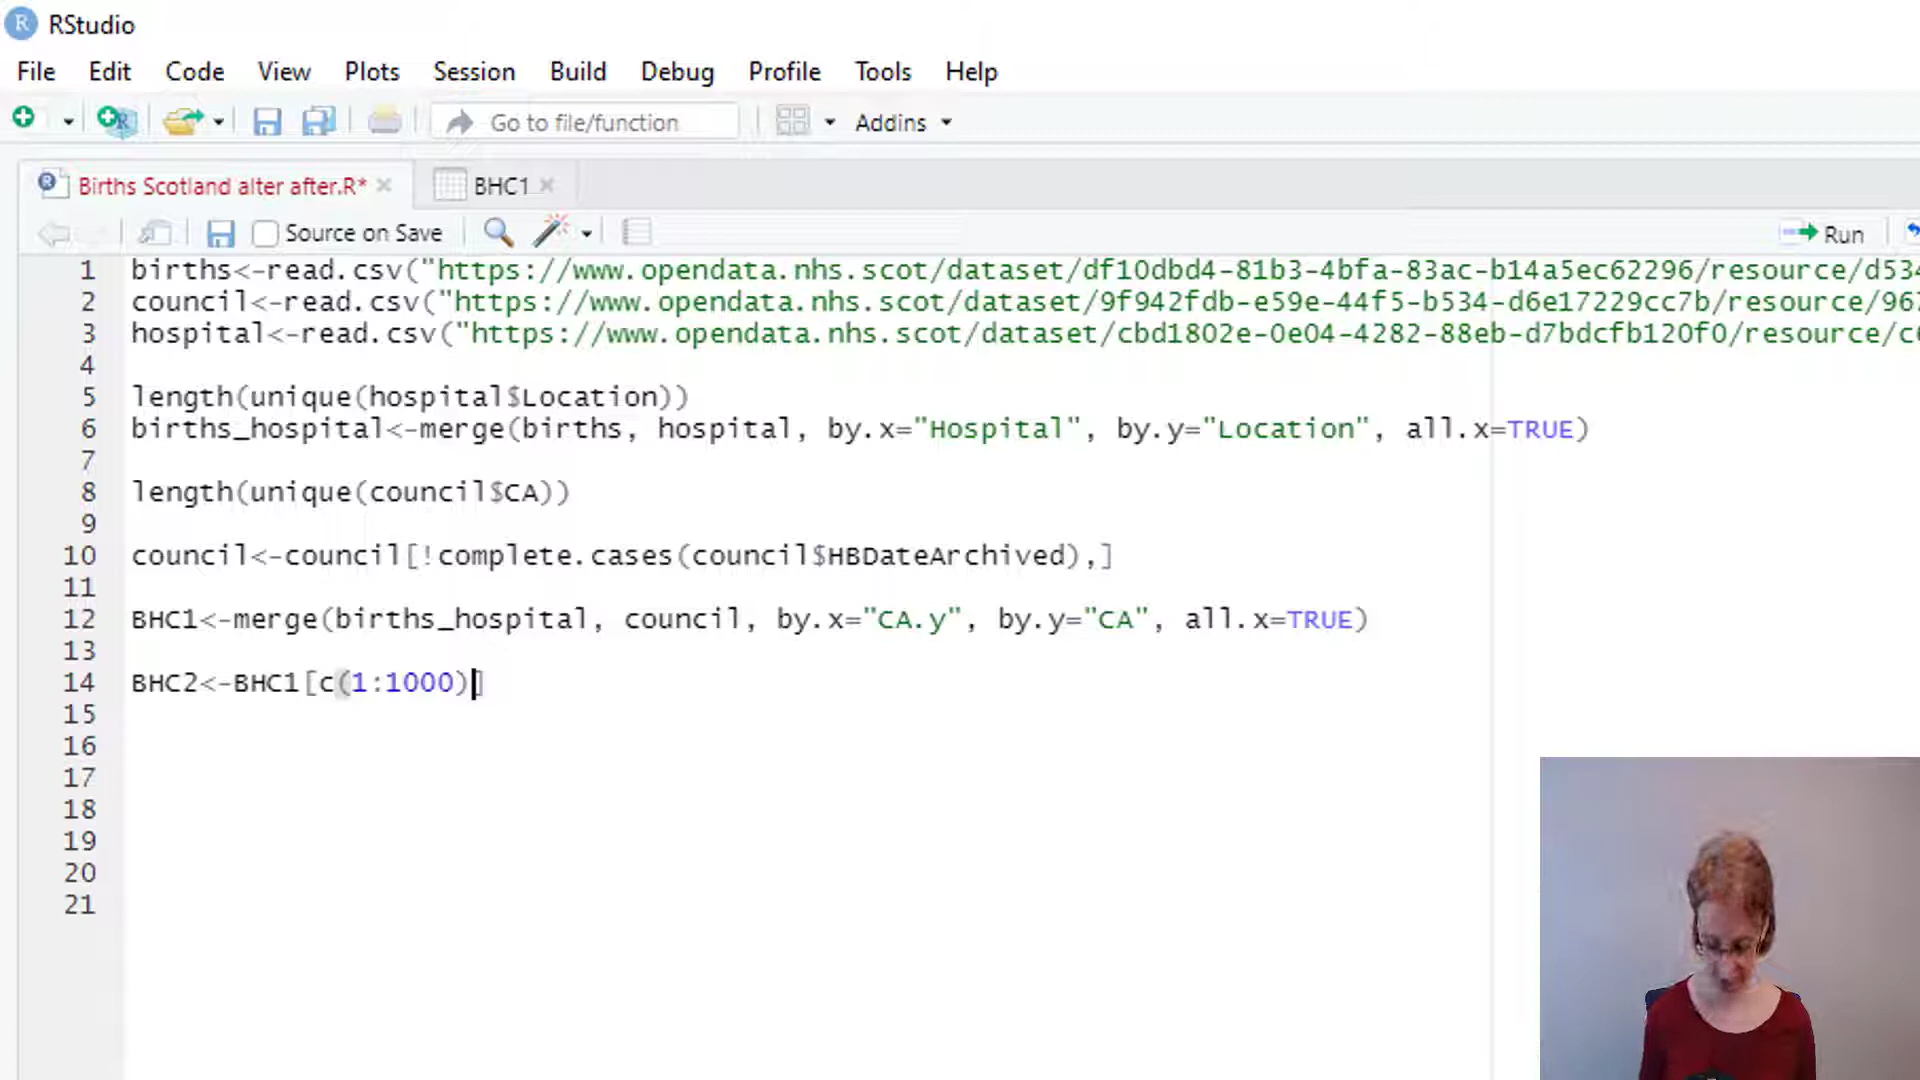 RStudio
File Edit Code View Plots Session Build Debug Profile Tools Help
Go to file/function Addins
Births Scotland alter after.R* BHC1
Source on Save Run
1 births<-read.csv("https://www.opendata.nhs.scot/dataset/df10dbd4-81b3-4bfa-83ac-b14a5ec62296/resource/d534
2 council<-read.csv("https://www.opendata.nhs.scot/dataset/9f942fdb-e59e-44f5-b534-d6e17229cc7b/resource/967
3 hospital<-read.csv("https://www.opendata.nhs.scot/dataset/cbd1802e-0e04-4282-88eb-d7bdcfb120f0/resource/c6
4
5 length(unique(hospital$Location))
6 births_hospital<-merge(births, hospital, by.x="Hospital", by.y="Location", all.x=TRUE)
7
8 length(unique(council$CA))
9
10 council<-council[!complete.cases(council$HBDateArchived),]
11
12 BHC1<-merge(births_hospital, council, by.x="CA.y", by.y="CA", all.x=TRUE)
13
14 BHC2<-BHC1[c(1:1000)]
15
16
17
18
19
20
21